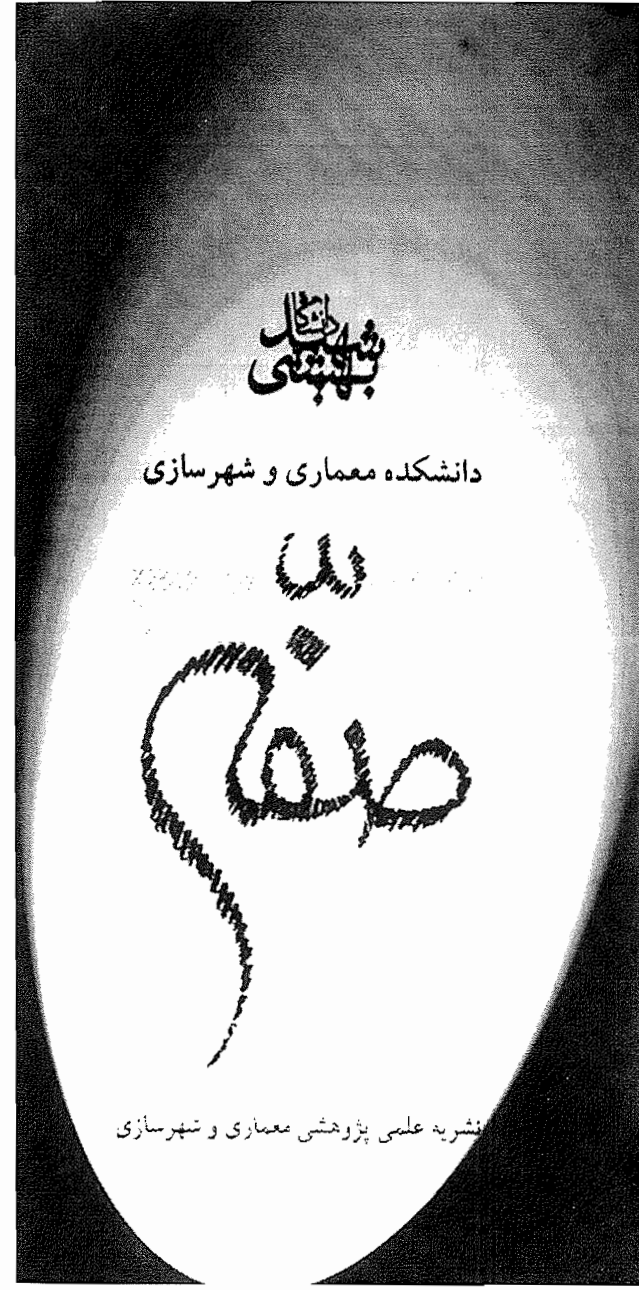 دانشگاه
شهید
بهشتی
دانشکده معماری و شهرسازی
صفه
نشریه علمی پژوهشی معماری و شهرسازی